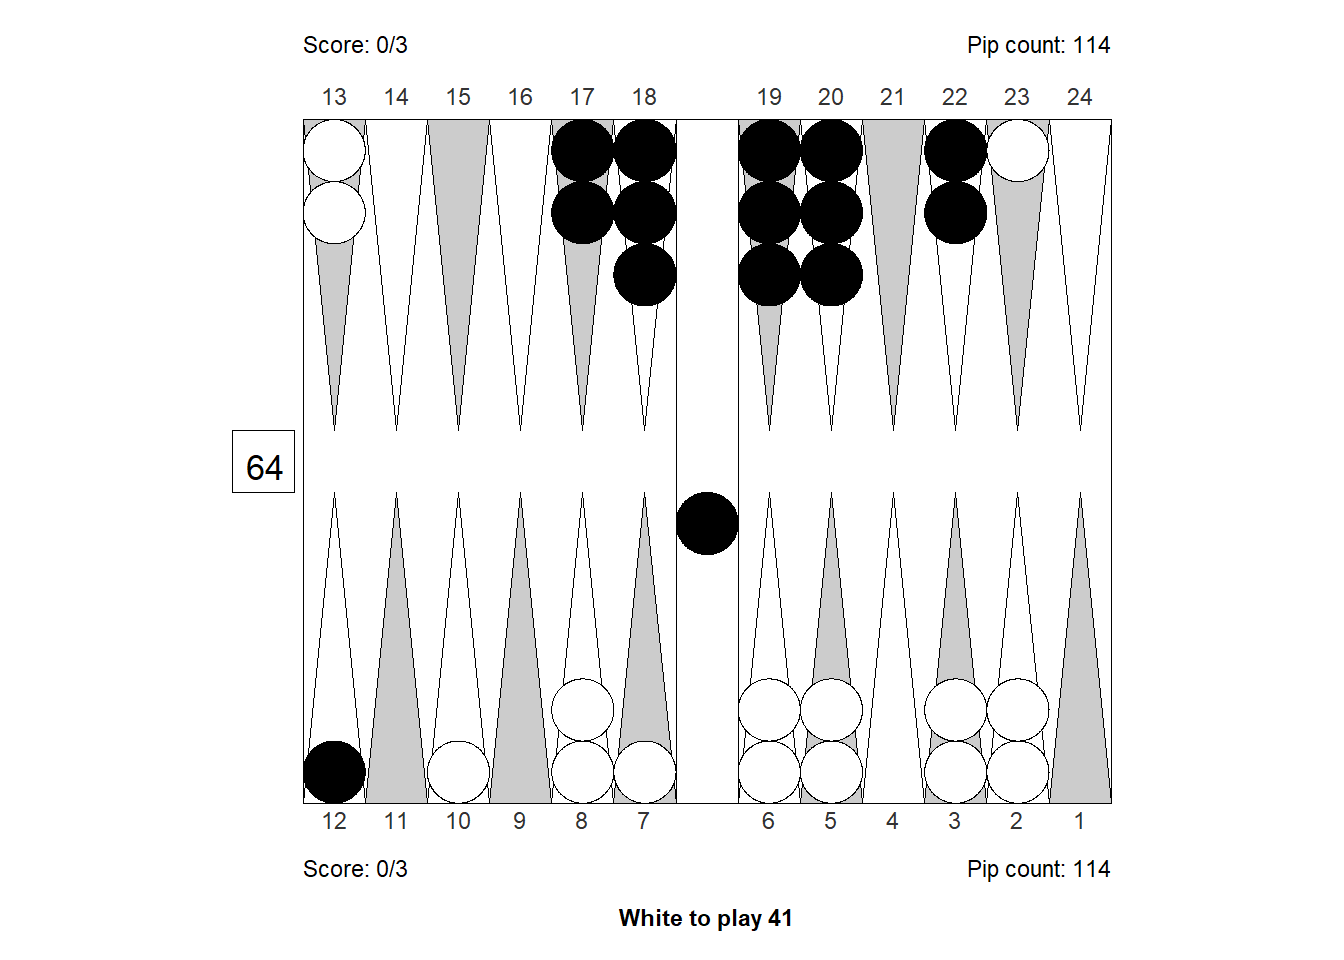 Score: 0/3 Pip count: 114
13 14 15 16 17 18 19 20 21 22 23 24
64
12 11 10 9 8 7 6 5 4 3 2 1
Score: 0/3 Pip count: 114
White to play 41